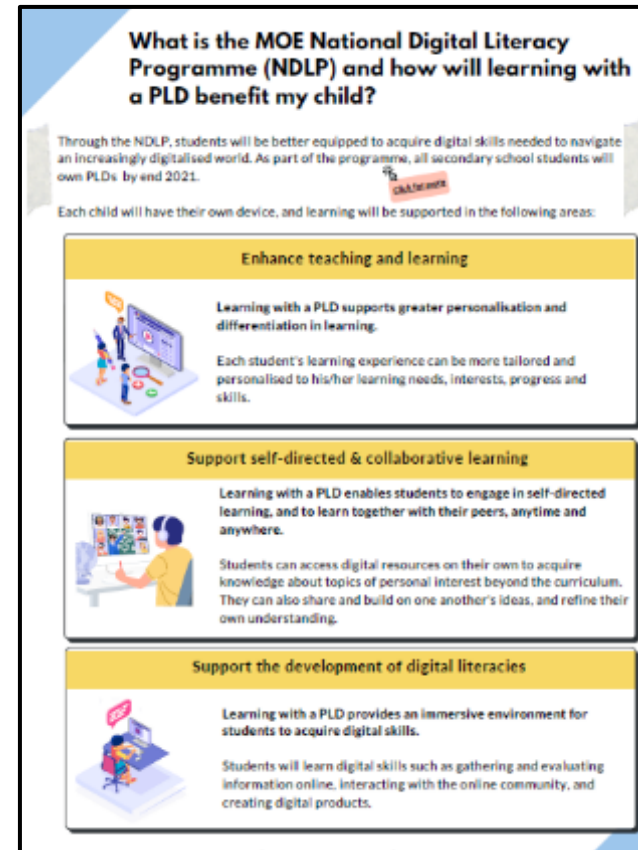 What is the MOE National Digital Literacy
Programme (NDLP) and how will learning with
a PLD benefit my child?
Through the NDLP, students will be better equipped to acquire digital skills needed to navigate
an increasingly digitalised world. As part of the programme, all secondary school students will
own PLDs by end 2021.
Click for more
Each child will have their own device, and learning will be supported in the following areas:
Enhance teaching and learning
Learning with a PLD supports greater personalisation and
differentiation in learning.
Each student's learning experience can be more tailored and
personalised to his/her learning needs, interests, progress and
skills.
Support self-directed & collaborative learning
Learning with a PLD enables students to engage in self-directed
learning, and to learn together with their peers, anytime and
anywhere.
Students can access digital resources on their own to acquire
knowledge about topics of personal interest beyond the curriculum.
They can also share and build on one another's ideas, and refine their
own understanding.
Support the development of digital literacies
Learning with a PLD provides an immersive environment for
students to acquire digital skills.
Students will learn digital skills such as gathering and evaluating
information online, interacting with the online community, and
creating digital products.